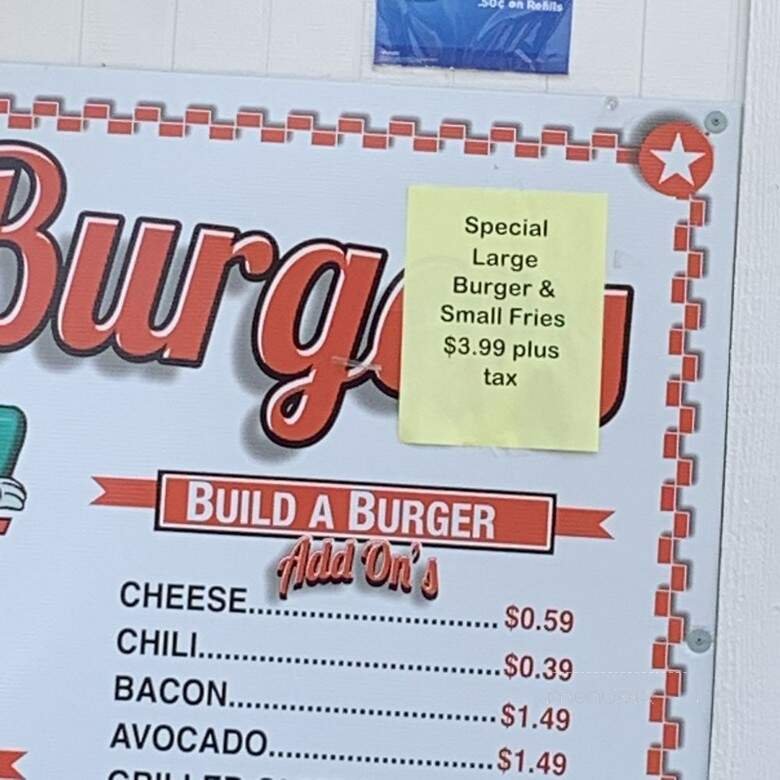 .50¢ on Refills
Burge
Special
Large
Burger &
Small Fries
$3.99 plus
tax
BUILD A BURGER
Add On's
CHEESE.......................... $0.59
CHILI.................................$0.39
BACON.............................$1.49
AVOCADO........................$1.49